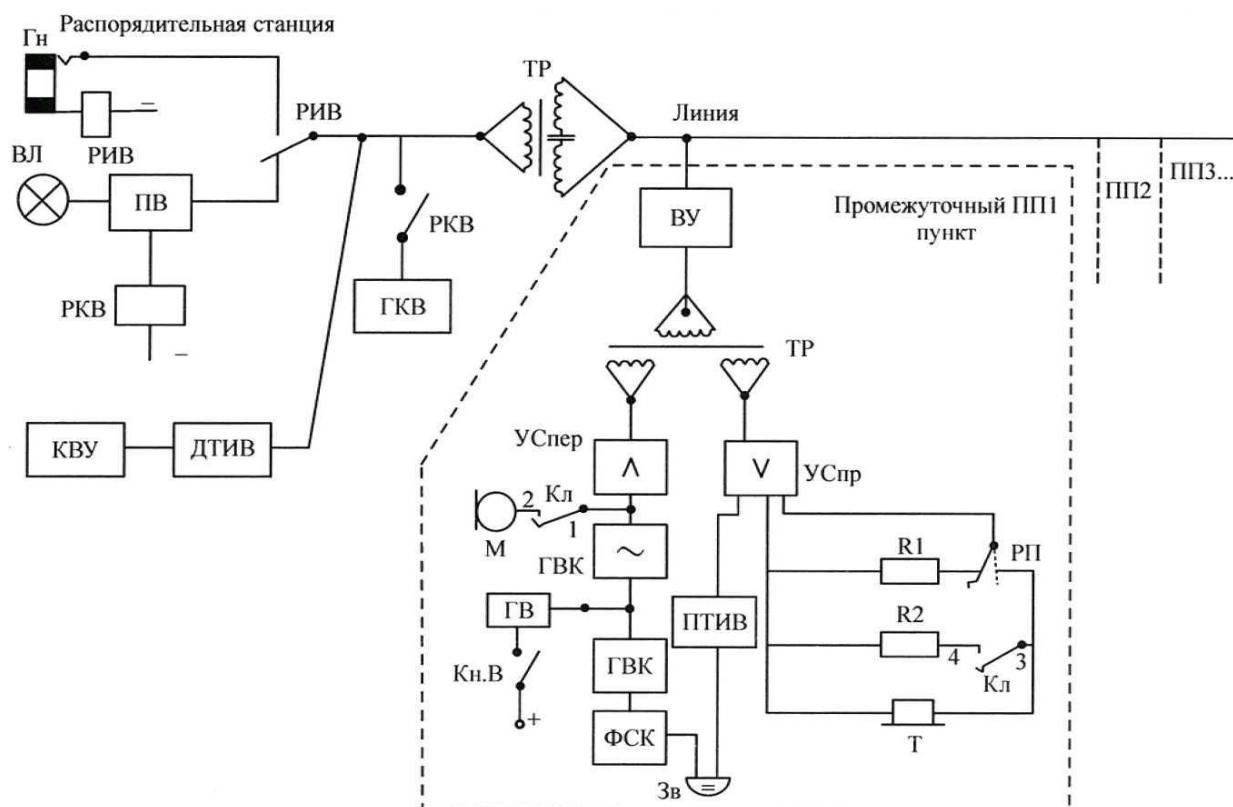 Распорядительная станция
Гн
ТР
РИВ
Линия
РИВ
ВЛ
ПВ
ВУ
Промежуточный ПП1
пункт
ПП2
ПП3...
РКВ
РКВ
ГКВ
–
–
ТР
КВУ
ДТИВ
УСпер
УСпр
Кл
2
1
М
ГВК
R1
РП
ГВ
ПТИВ
R2
4
3
Кл
Кн.В
ГВК
+
ФСК
Т
Зв